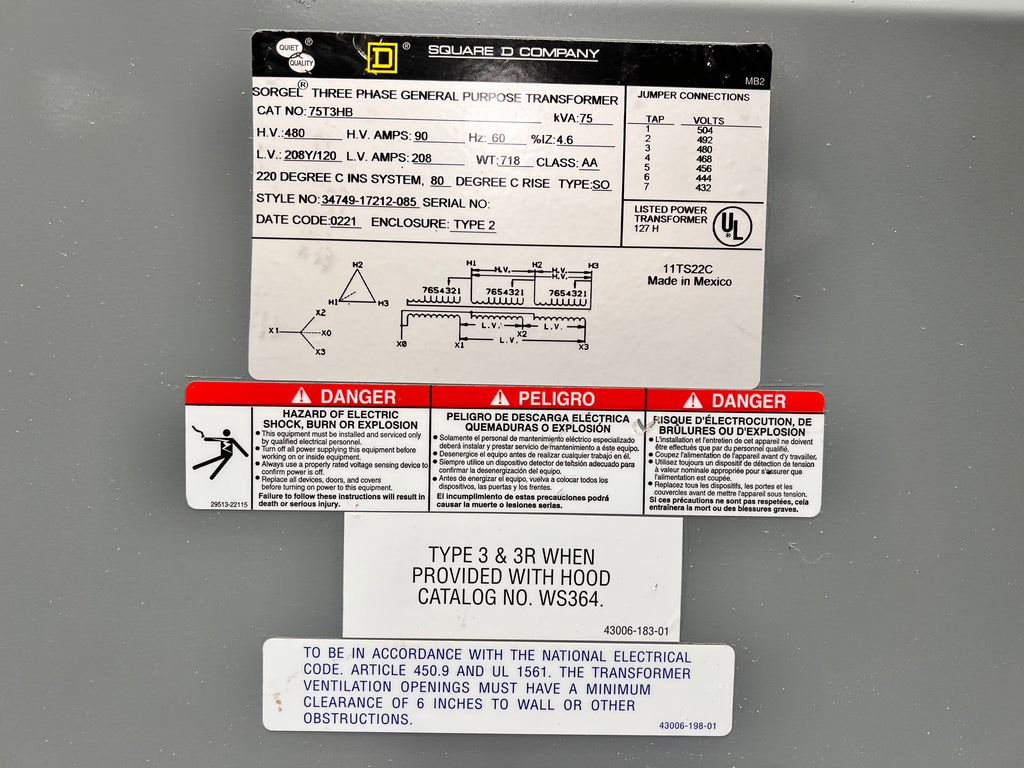 QUIET QUALITY ® D ® SQUARE D COMPANY
MB2
SORGEL® THREE PHASE GENERAL PURPOSE TRANSFORMER
CAT NO: 75T3HB kVA: 75
H.V.: 480 H.V. AMPS: 90 Hz: 60 %IZ: 4.6
L.V.: 208Y/120 L.V. AMPS: 208 WT: 718 CLASS: AA
220 DEGREE C INS SYSTEM, 80 DEGREE C RISE TYPE: SO
STYLE NO: 34749-17212-085 SERIAL NO:
DATE CODE: 0221 ENCLOSURE: TYPE 2
JUMPER CONNECTIONS
TAP VOLTS
1 504
2 492
3 480
4 468
5 456
6 444
7 432
LISTED POWER
TRANSFORMER
127 H
UL ®
11TS22C
Made in Mexico
H2
H1 H3
X2
X1 X0
X3
H1 H2 H3
H.V. H.V.
H.V.
7654321 7654321 7654321
L.V. L.V.
X0 X1 X2 X3
L.V.
DANGER
HAZARD OF ELECTRIC
SHOCK, BURN OR EXPLOSION
• This equipment must be installed and serviced only
by qualified electrical personnel.
• Turn off all power supplying this equipment before
working on or inside equipment.
• Always use a properly rated voltage sensing device to
confirm power is off.
• Replace all devices, doors, and covers
before turning on power to this equipment.
Failure to follow these instructions will result in
death or serious injury.
29513-22115
PELIGRO
PELIGRO DE DESCARGA ELÉCTRICA
QUEMADURAS O EXPLOSIÓN
• Solamente el personal de mantenimiento eléctrico especializado
deberá instalar y prestar servicio de mantenimiento a éste equipo.
• Desenergice el equipo antes de realizar cualquier trabajo en él.
• Siempre utilice un dispositivo detector de tensión adecuado para
confirmar la desenergización del equipo.
• Antes de energizar el equipo, vuelva a colocar todos los
dispositivos, las puertas y los frentes.
El incumplimiento de estas precauciones podrá
causar la muerte o lesiones serias.
DANGER
RISQUE D'ÉLECTROCUTION, DE
BRÛLURES OU D'EXPLOSION
• L'installation et l'entretien de cet appareil ne doivent
être effectués que par du personnel qualifié.
• Coupez l'alimentation de l'appareil avant d'y travailler.
• Utilisez toujours un dispositif de détection de tension
à valeur nominale appropriée pour s'assurer que
l'alimentation est coupée.
• Replacez tous les dispositifs, les portes et les
couvercles avant de mettre l'appareil sous tension.
Si ces précautions ne sont pas respectées, cela
entraînera la mort ou des blessures graves.
TYPE 3 & 3R WHEN
PROVIDED WITH HOOD
CATALOG NO. WS364.
43006-183-01
TO BE IN ACCORDANCE WITH THE NATIONAL ELECTRICAL
CODE. ARTICLE 450.9 AND UL 1561. THE TRANSFORMER
VENTILATION OPENINGS MUST HAVE A MINIMUM
CLEARANCE OF 6 INCHES TO WALL OR OTHER
OBSTRUCTIONS.
43006-198-01